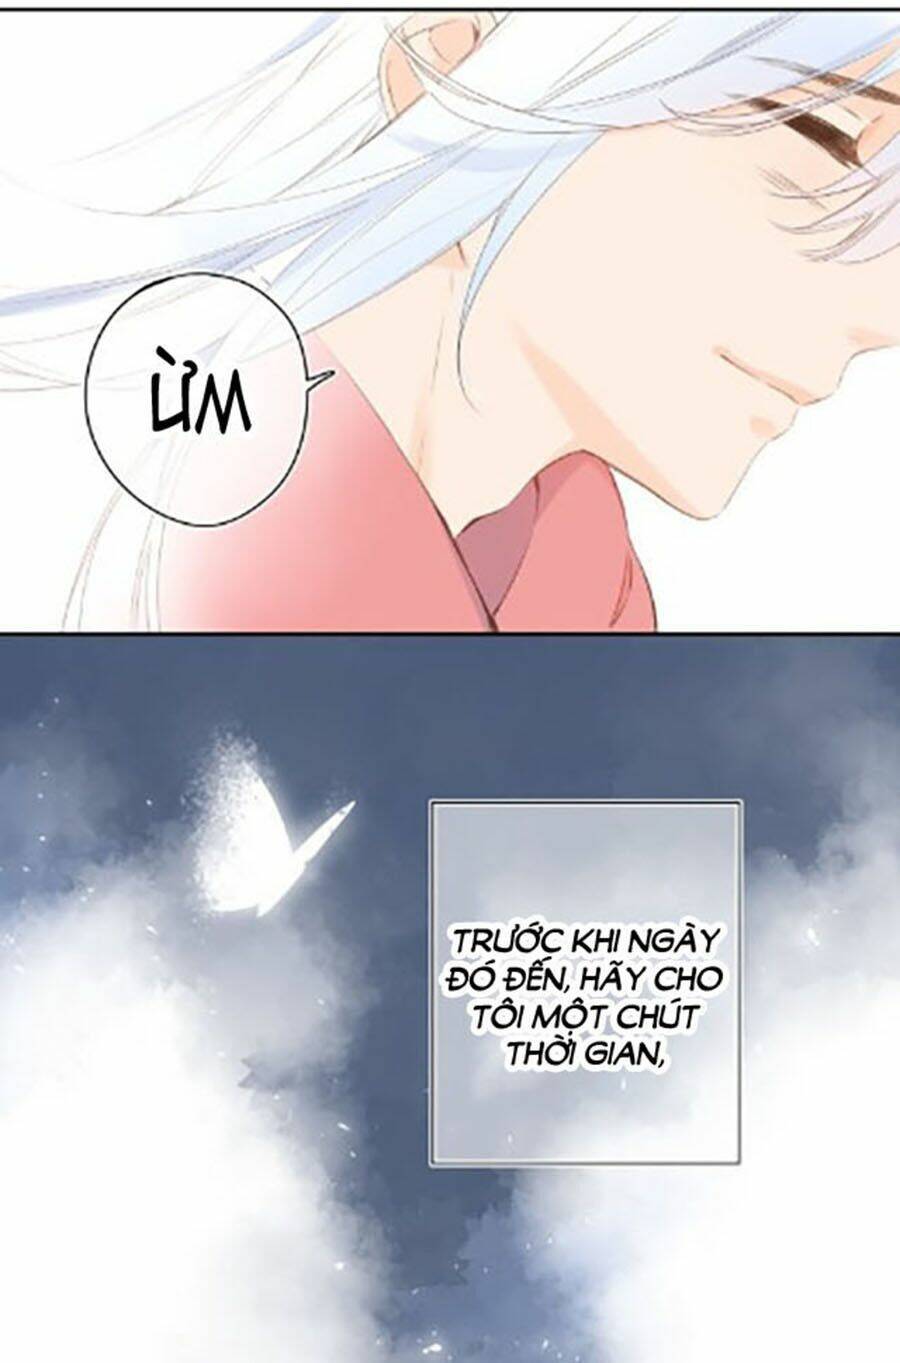 ỪM
TRƯỚC KHI NGÀY
ĐÓ ĐẾN, HÃY CHO
TÔI MỘT CHÚT
THỜI GIAN,